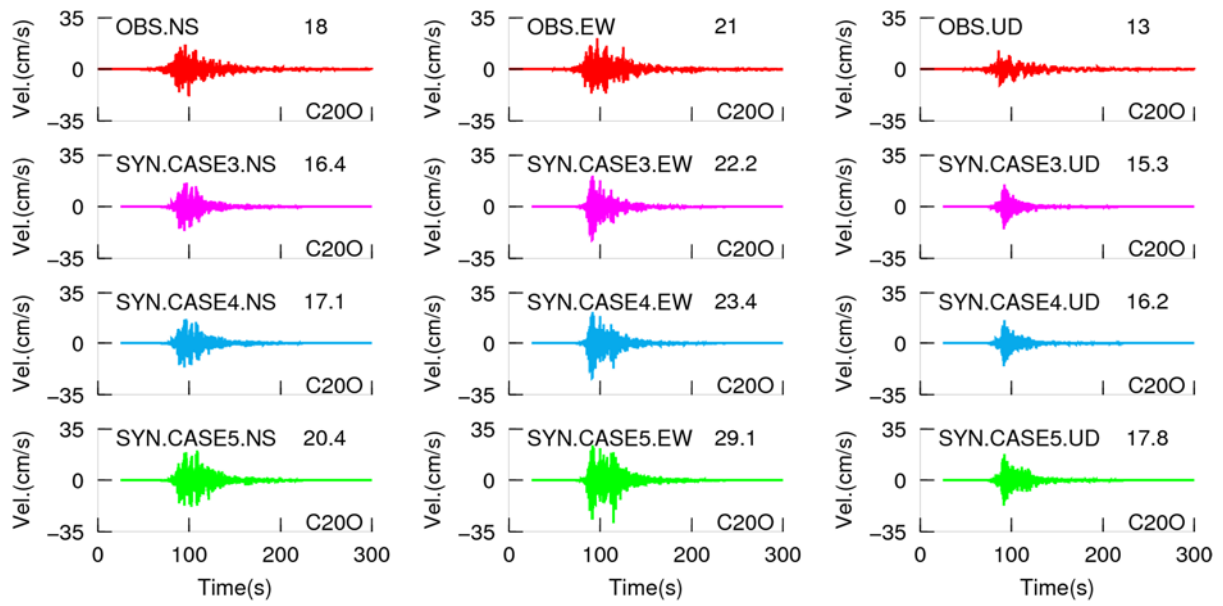 35 OBS.NS 18 35 OBS.EW 21 35 OBS.UD 13
Vel.(cm/s) 0 Vel.(cm/s) 0 Vel.(cm/s) 0
−35 C20O −35 C20O −35 C20O
35 SYN.CASE3.NS 16.4 35 SYN.CASE3.EW 22.2 35 SYN.CASE3.UD 15.3
Vel.(cm/s) 0 Vel.(cm/s) 0 Vel.(cm/s) 0
−35 C20O −35 C20O −35 C20O
35 SYN.CASE4.NS 17.1 35 SYN.CASE4.EW 23.4 35 SYN.CASE4.UD 16.2
Vel.(cm/s) 0 Vel.(cm/s) 0 Vel.(cm/s) 0
−35 C20O −35 C20O −35 C20O
35 SYN.CASE5.NS 20.4 35 SYN.CASE5.EW 29.1 35 SYN.CASE5.UD 17.8
Vel.(cm/s) 0 Vel.(cm/s) 0 Vel.(cm/s) 0
−35 C20O −35 C20O −35 C20O
0 100 200 300 0 100 200 300 0 100 200 300
Time(s) Time(s) Time(s)